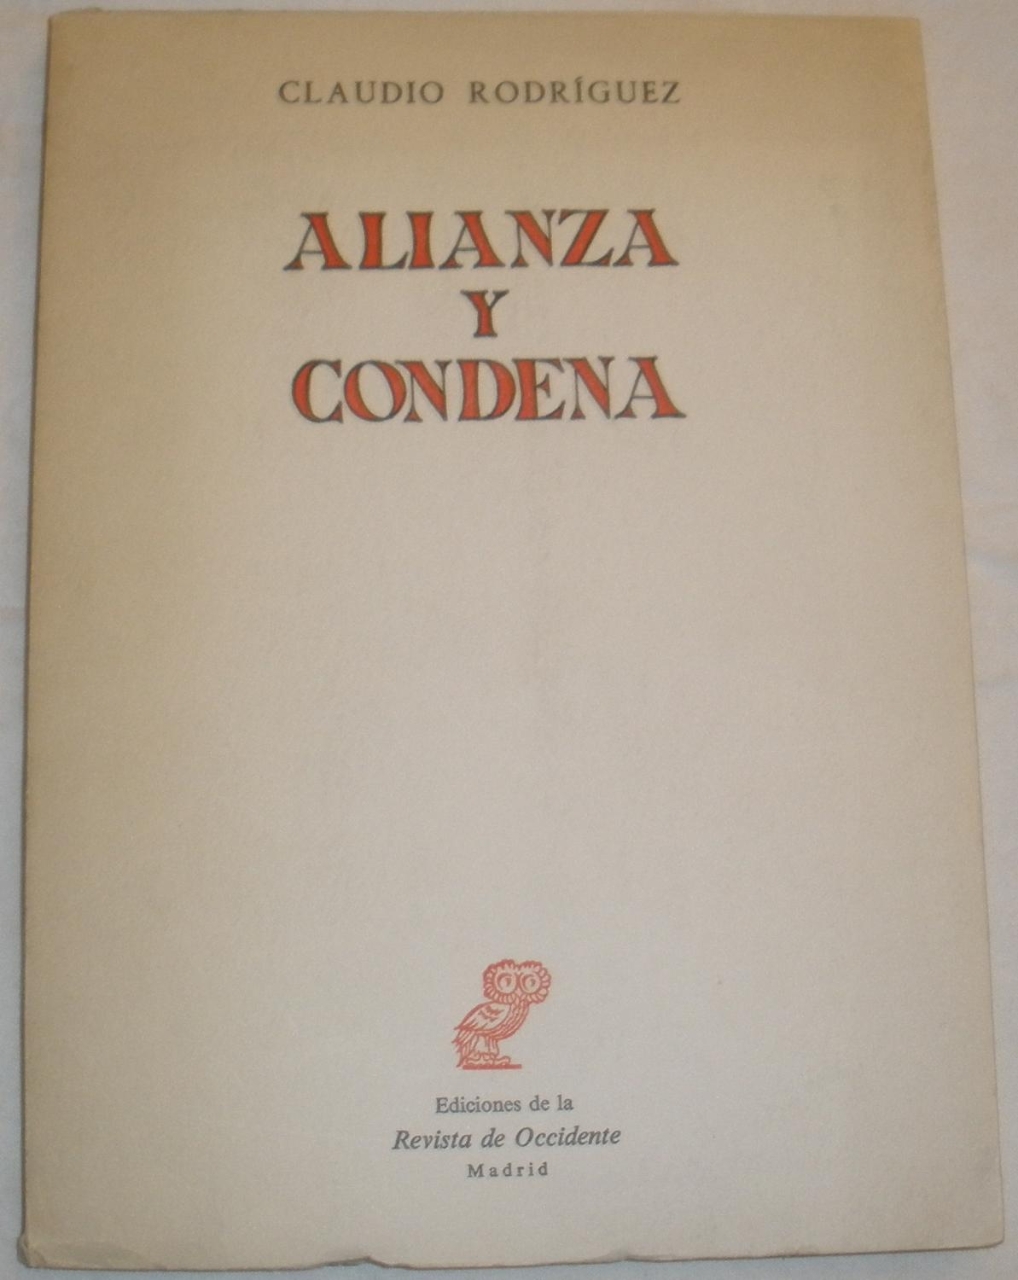 CLAUDIO RODRÍGUEZ
ALIANZA
Y
CONDENA
Ediciones de la
Revista de Occidente
Madrid